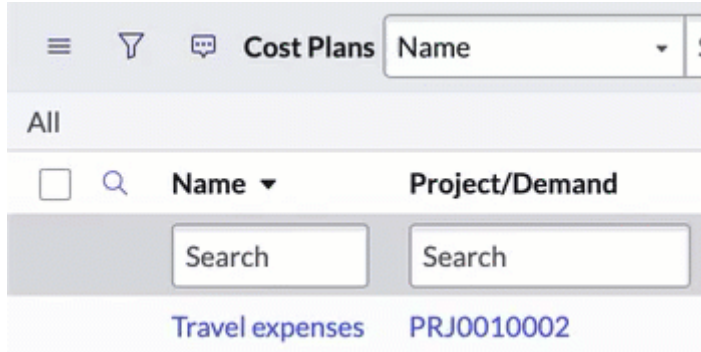 Cost Plans Name
All
Name Project/Demand
Search Search
Travel expenses PRJ0010002